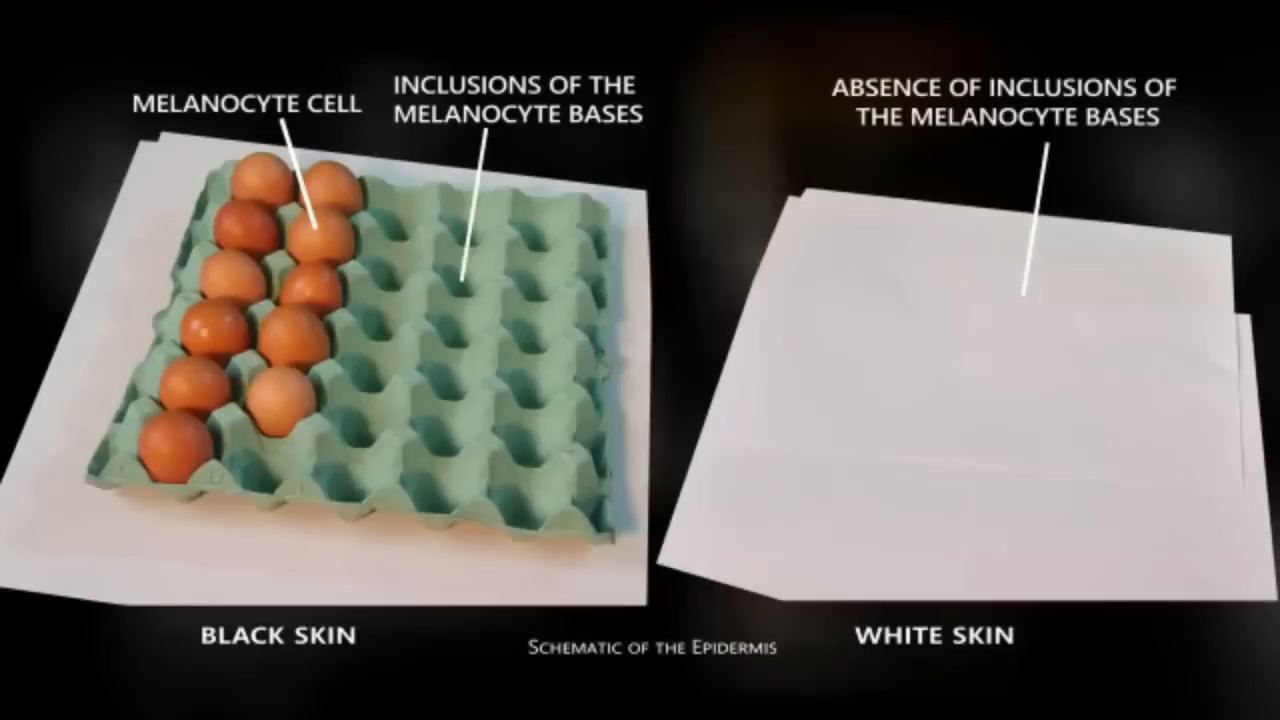 MELANOCYTE CELL
INCLUSIONS OF THE
MELANOCYTE BASES
ABSENCE OF INCLUSIONS OF
THE MELANOCYTE BASES
BLACK SKIN
SCHEMATIC OF THE EPIDERMIS
WHITE SKIN